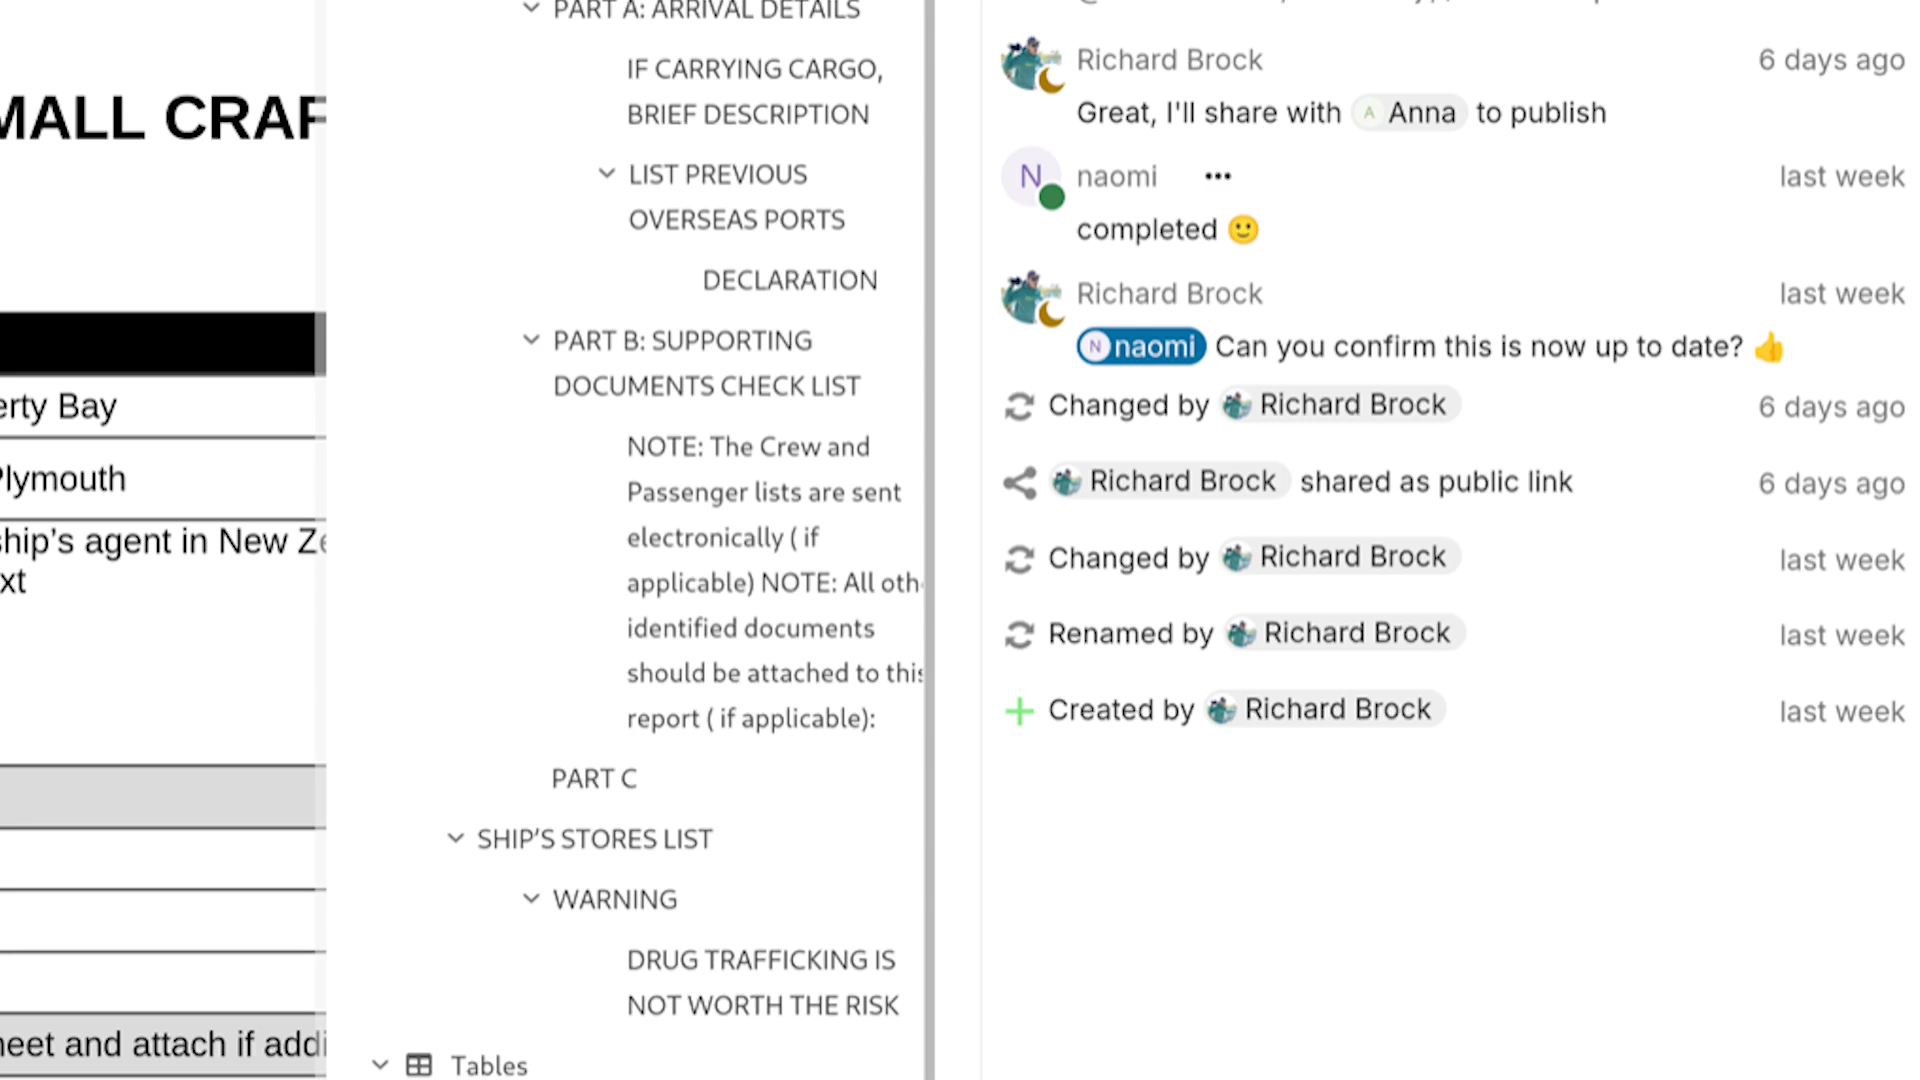 MALL CRAF
erty Bay
Plymouth
ship’s agent in New Ze
xt
neet and attach if addi
PART A: ARRIVAL DETAILS
IF CARRYING CARGO,
BRIEF DESCRIPTION
LIST PREVIOUS
OVERSEAS PORTS
DECLARATION
PART B: SUPPORTING
DOCUMENTS CHECK LIST
NOTE: The Crew and
Passenger lists are sent
electronically ( if
applicable) NOTE: All oth
identified documents
should be attached to this
report ( if applicable):
PART C
SHIP’S STORES LIST
WARNING
DRUG TRAFFICKING IS
NOT WORTH THE RISK
Tables
Richard Brock 6 days ago
Great, I'll share with A Anna to publish
N naomi ••• last week
completed 🙂
Richard Brock last week
N naomi Can you confirm this is now up to date? 👍
Changed by Richard Brock 6 days ago
Richard Brock shared as public link 6 days ago
Changed by Richard Brock last week
Renamed by Richard Brock last week
Created by Richard Brock last week